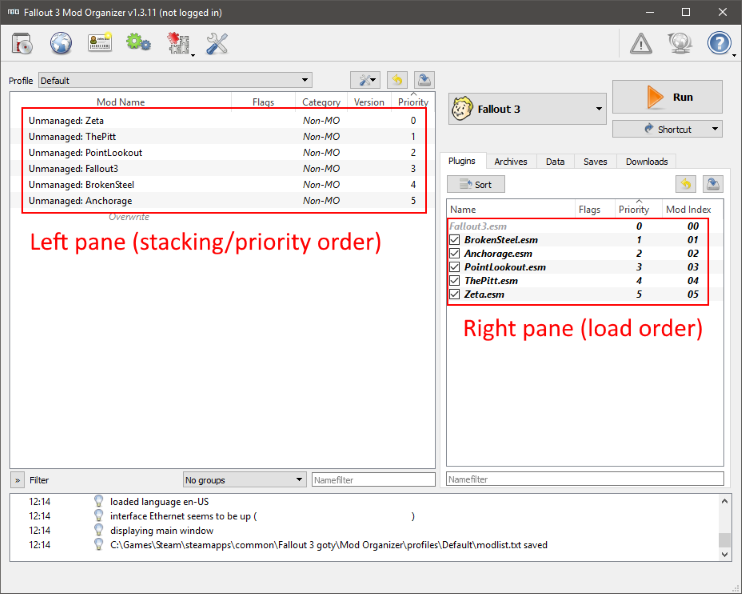 Fallout 3 Mod Organizer v1.3.11 (not logged in)
Profile Default
Mod Name Flags Category Version Priority
Unmanaged: Zeta Non-MO 0
Unmanaged: ThePitt Non-MO 1
Unmanaged: PointLookout Non-MO 2
Unmanaged: Fallout3 Non-MO 3
Unmanaged: BrokenSteel Non-MO 4
Unmanaged: Anchorage Non-MO 5
Overwrite
Left pane (stacking/priority order)
» Filter No groups Namefilter
Fallout 3
Run
Shortcut
Plugins Archives Data Saves Downloads
Sort
Name Flags Priority Mod Index
Fallout3.esm 0 00
BrokenSteel.esm 1 01
Anchorage.esm 2 02
PointLookout.esm 3 03
ThePitt.esm 4 04
Zeta.esm 5 05
Right pane (load order)
Namefilter
12:14 loaded language en-US
12:14 interface Ethernet seems to be up ( )
12:14 displaying main window
12:14 C:\Games\Steam\steamapps\common\Fallout 3 goty\Mod Organizer\profiles\Default\modlist.txt saved